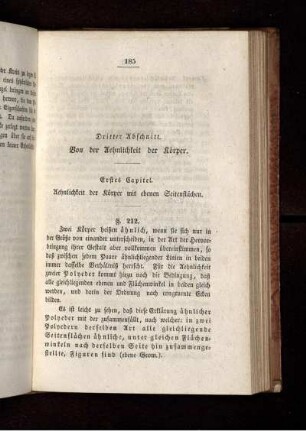 185
Dritter Abschnitt.
Von der Aehnlichkeit der Körper.
Erstes Capitel.
Aehnlichkeit der Körper mit ebenen Seitenflächen.
§. 212.
Zwei Körper heißen ähnlich, wenn sie sich nur in
der Größe von einander unterscheiden, in der Art der Hervor-
bringung ihrer Gestalt aber vollkommen übereinstimmen, so
daß zwischen jedem Paare ähnlichliegender Linien in beiden
immer dasselbe Verhältniß herrscht. Für die Aehnlichkeit
zweier Polyeder kommt jedoch noch die Bedingung, daß
alle gleichliegenden ebenen und Flächenwinkel in beiden gleich
werden, und darin der Ordnung nach congruente Ecken
bilden.
Es ist leicht zu sehen, daß diese Erklärung ähnlicher
Polyeder mit der zusammenfällt, nach welcher: in zwei
Polyedern derselben Art alle gleichliegende
Seitenflächen ähnliche, unter gleichen Flächen-
winkeln nach derselben Seite hin zusammenge-
stellte, Figuren sind (ebene Geom.).